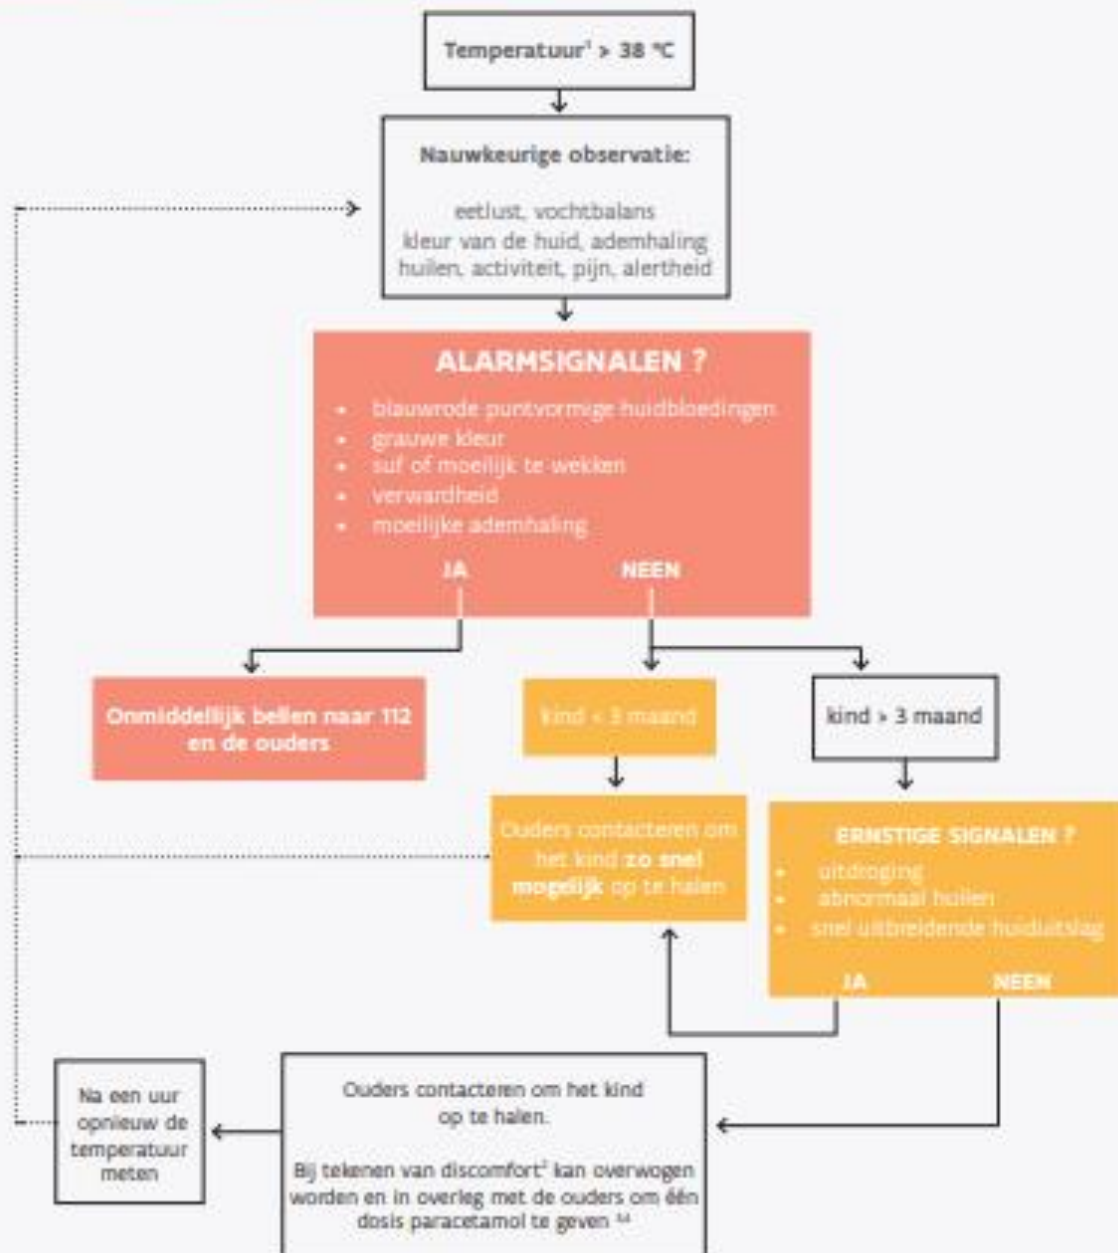 Temperatuur¹ > 38 °C
Nauwkeurige observatie:
eetlust, vochtbalans
kleur van de huid, ademhaling
huilen, activiteit, pijn, alertheid
ALARMSIGNALEN ?
• blauwrode puntvormige huidbloedingen
• grauwe kleur
• suf of moeilijk te wekken
• verwardheid
• moeilijke ademhaling
JA NEEN
Onmiddellijk bellen naar 112
en de ouders
kind < 3 maand
kind > 3 maand
Ouders contacteren om
het kind zo snel
mogelijk op te halen
ERNSTIGE SIGNALEN ?
• uitdroging
• abnormaal huilen
• snel uitbreidende huiduitslag
JA NEEN
Ouders contacteren om het kind
op te halen.
Bij tekenen van discomfort² kan overwogen
worden en in overleg met de ouders om één
dosis paracetamol te geven
Na een uur
opnieuw de
temperatuur
meten